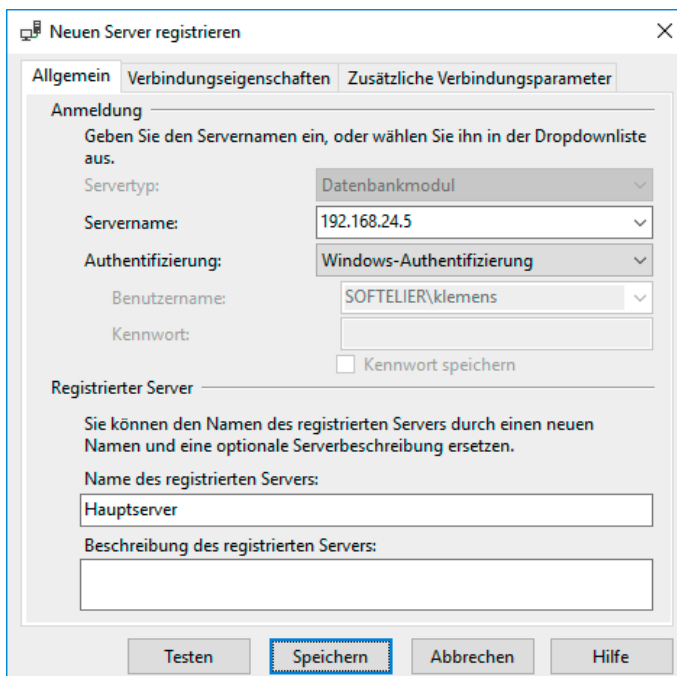 Neuen Server registrieren
Allgemein Verbindungseigenschaften Zusätzliche Verbindungsparameter
Anmeldung
Geben Sie den Servernamen ein, oder wählen Sie ihn in der Dropdownliste
aus.
Servertyp: Datenbankmodul
Servername: 192.168.24.5
Authentifizierung: Windows-Authentifizierung
Benutzername: SOFTELIER\klemens
Kennwort:
Kennwort speichern
Registrierter Server
Sie können den Namen des registrierten Servers durch einen neuen
Namen und eine optionale Serverbeschreibung ersetzen.
Name des registrierten Servers:
Hauptserver
Beschreibung des registrierten Servers:
Testen Speichern Abbrechen Hilfe